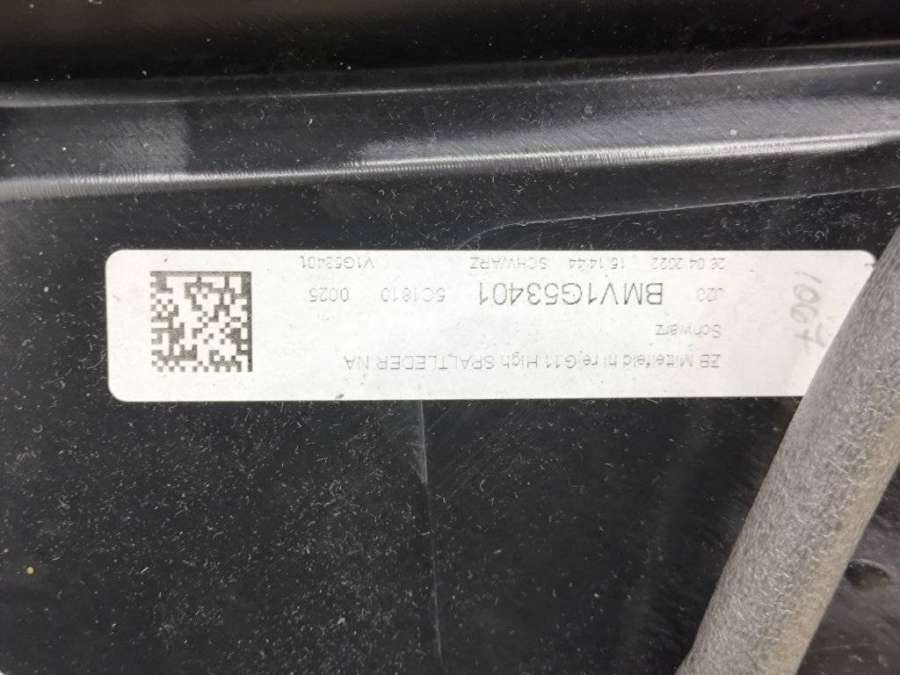 ZB Mittelfeld hi re G11 High SPALTLEDER NA
Schwarz
J20 BMV1G53401 5C1810 0025
26.04.2022 15:14:44 SCHWARZ V1G53401